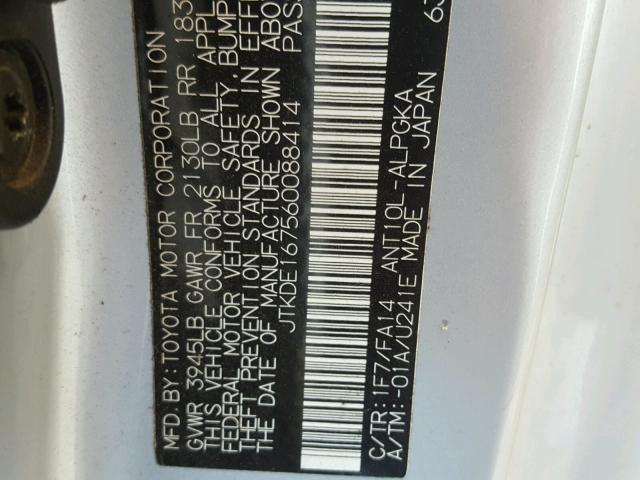 MFD. BY: TOYOTA MOTOR CORPORATION
GVWR 3945LB GAWR FR 2130LB RR 183
THIS VEHICLE CONFORMS TO ALL APPL
FEDERAL MOTOR VEHICLE SAFETY, BUMP
THEFT PREVENTION STANDARDS IN EFFE
THE DATE OF MANUFACTURE SHOWN ABO
JTKDE167560088414 PASS
C/TR: 1F7/FA14 ANT10L-ALPGKA
A/TM: -01A/U241E MADE IN JAPAN